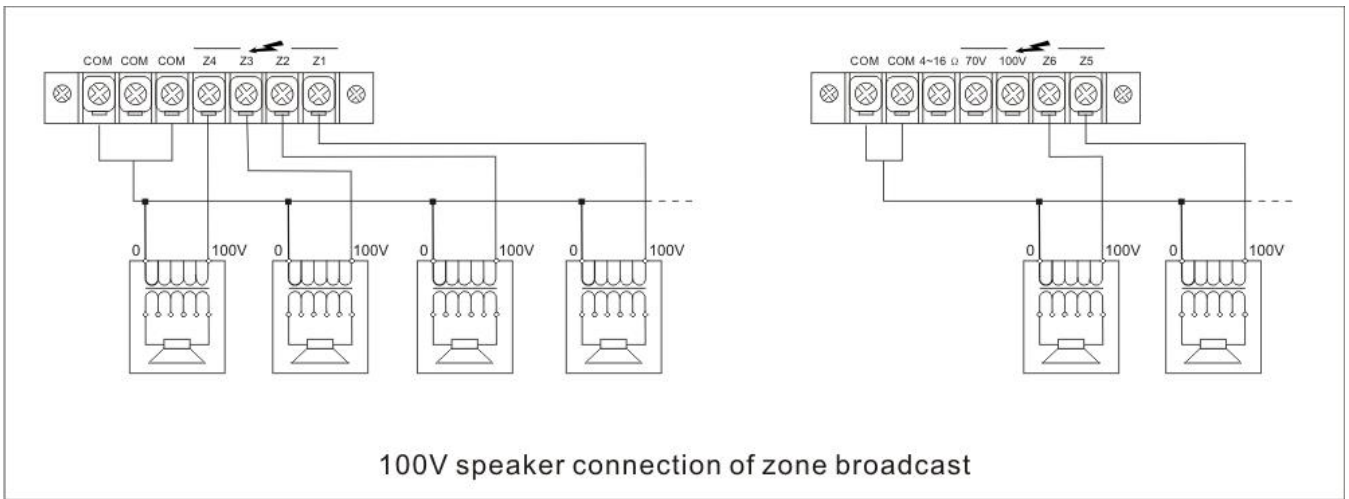 COM COM COM Z4 Z3 Z2 Z1
COM COM 4~16 Ω 70V 100V Z6 Z5
0 100V 0 100V 0 100V 0 100V
0 100V 0 100V
100V speaker connection of zone broadcast